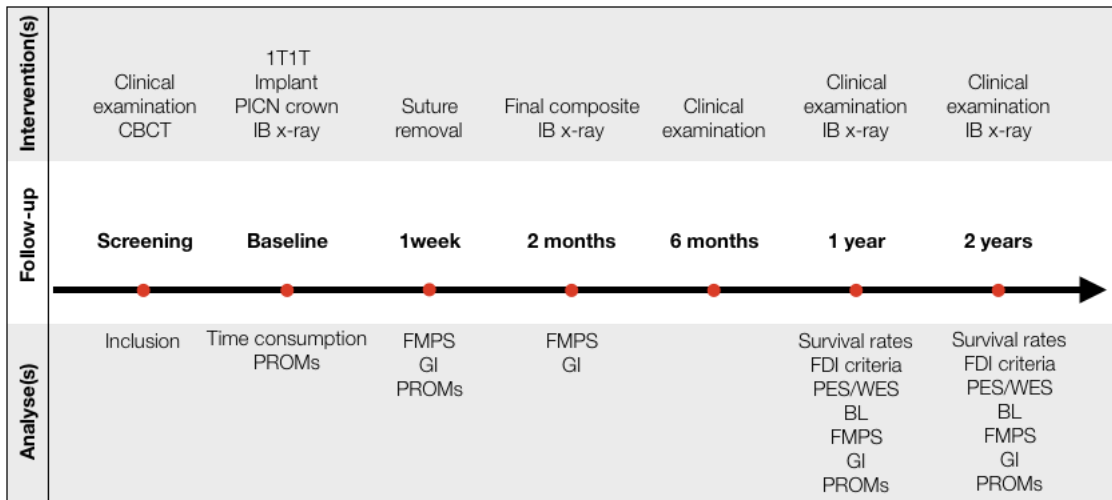 Intervention(s)
Clinical
examination
CBCT
1T1T
Implant
PICN crown
IB x-ray
Suture
removal
Final composite
IB x-ray
Clinical
examination
Clinical
examination
IB x-ray
Clinical
examination
IB x-ray
Follow-up
Screening
Baseline
1week
2 months
6 months
1 year
2 years
Analyse(s)
Inclusion
Time consumption
PROMs
FMPS
GI
PROMs
FMPS
GI
Survival rates
FDI criteria
PES/WES
BL
FMPS
GI
PROMs
Survival rates
FDI criteria
PES/WES
BL
FMPS
GI
PROMs